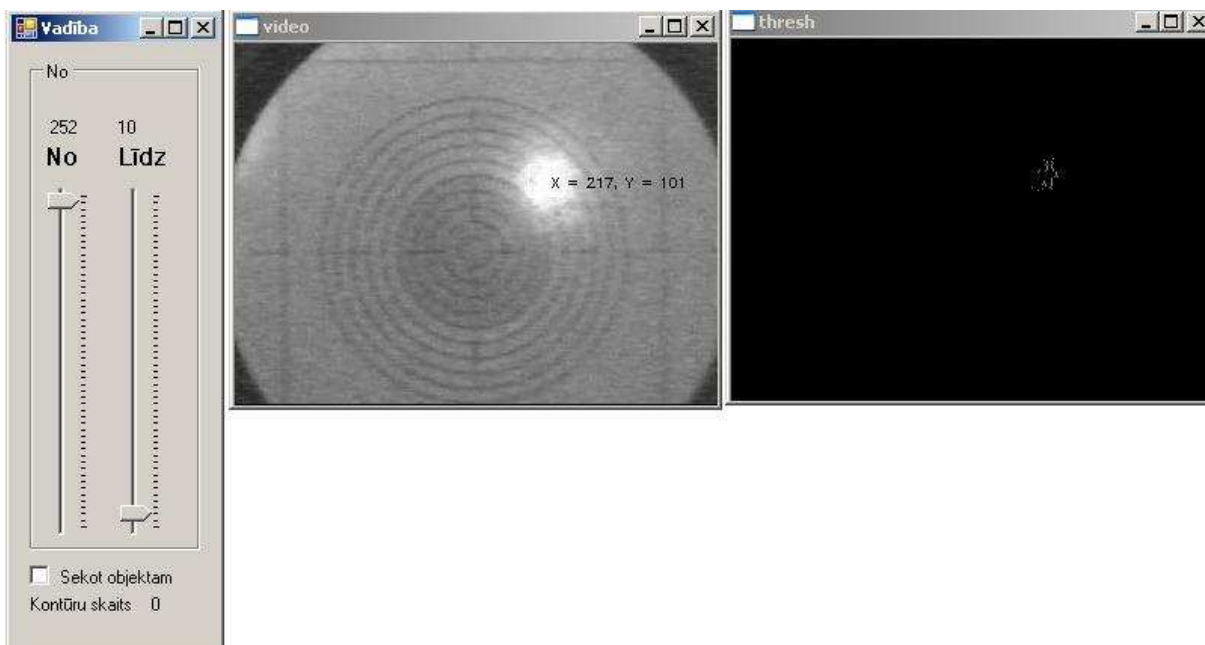 Vadība
No
252 10
No Līdz
Sekot objektam
Kontūru skaits 0
video
X = 217, Y = 101
thresh